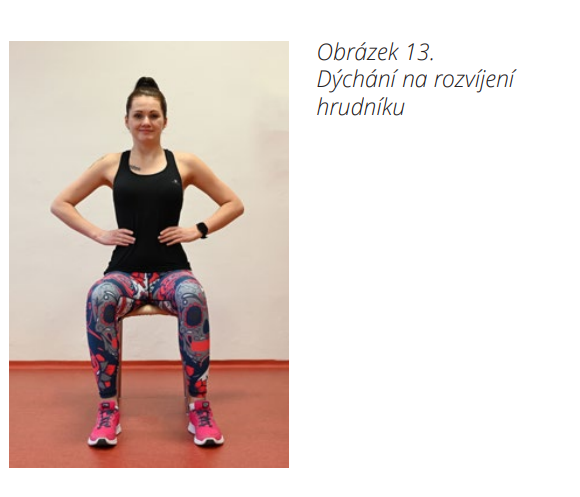 Obrázek 13.
Dýchání na rozvíjení
hrudníku